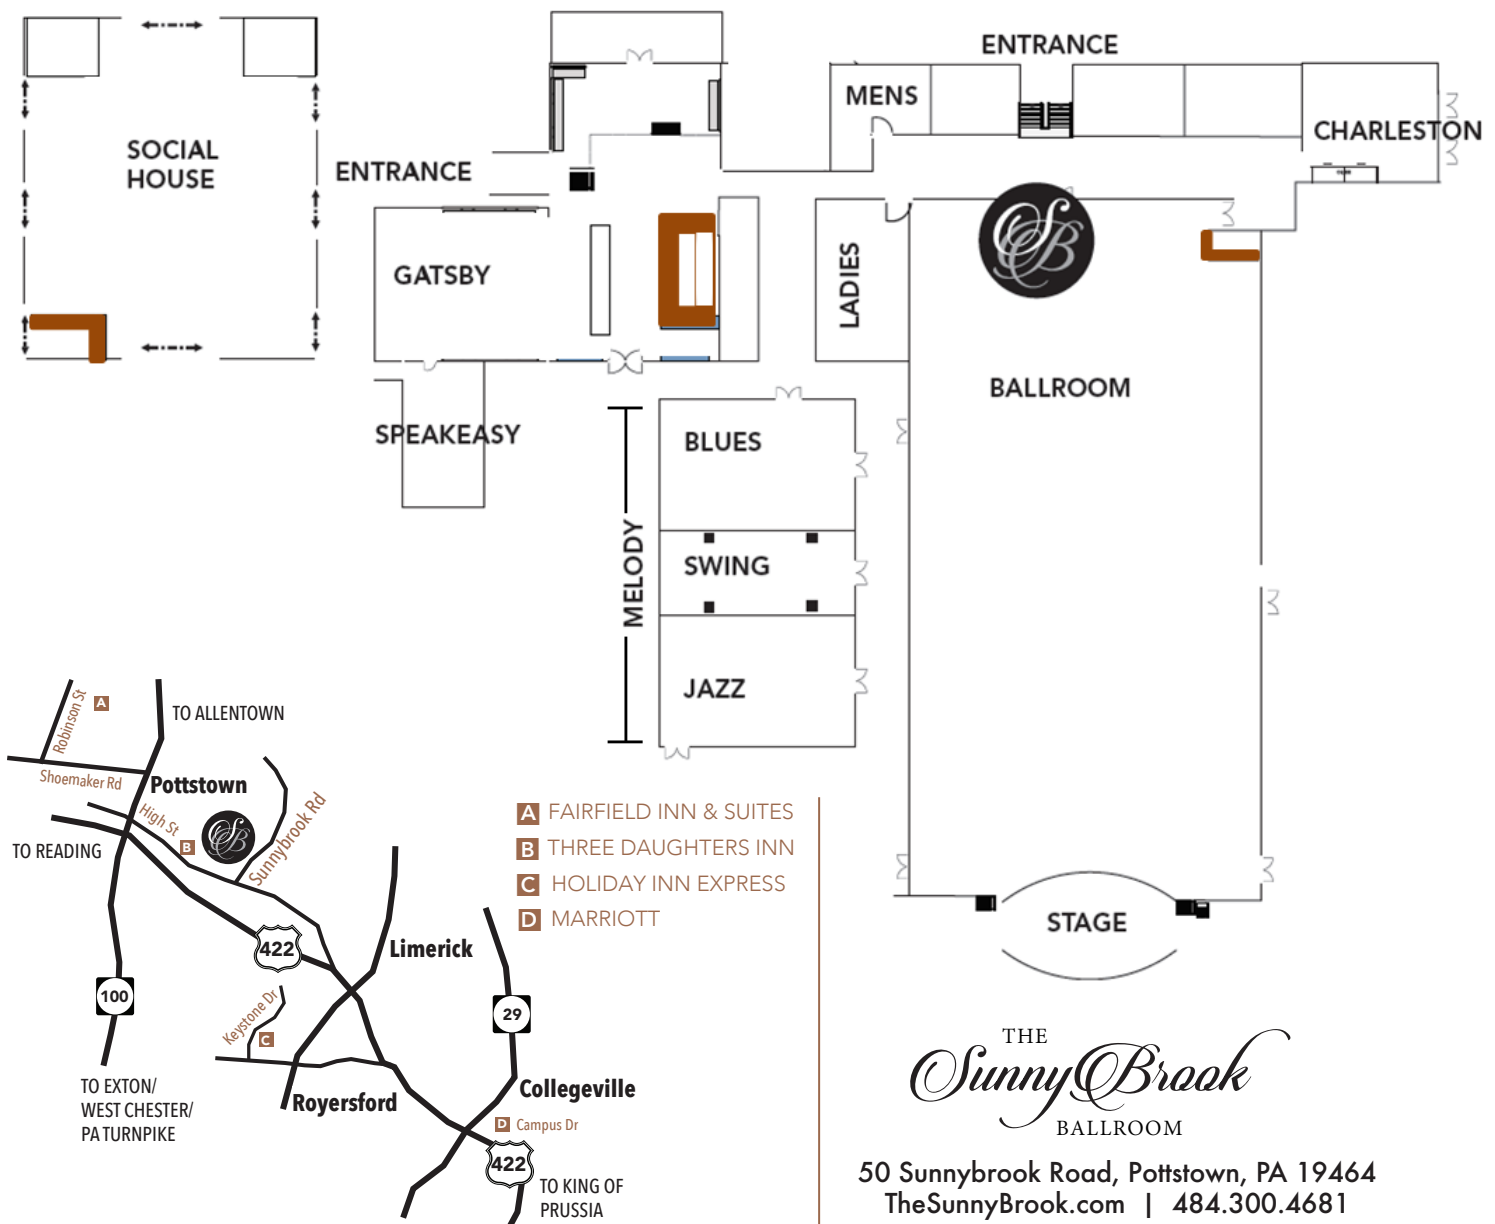 ENTRANCE
MENS
CHARLESTON
SOCIAL
HOUSE
ENTRANCE
SB
GATSBY
LADIES
BALLROOM
SPEAKEASY
BLUES
MELODY
SWING
JAZZ
STAGE
Robinson St
A
TO ALLENTOWN
Shoemaker Rd
Pottstown
High St
B
SB
Sunnybrook Rd
TO READING
422
Limerick
100
Keystone Dr
C
29
TO EXTON/
WEST CHESTER/
PA TURNPIKE
Royersford
Collegeville
D Campus Dr
422
TO KING OF
PRUSSIA
A FAIRFIELD INN & SUITES
B THREE DAUGHTERS INN
C HOLIDAY INN EXPRESS
D MARRIOTT
THE
SunnyBrook
BALLROOM
50 Sunnybrook Road, Pottstown, PA 19464
TheSunnyBrook.com | 484.300.4681